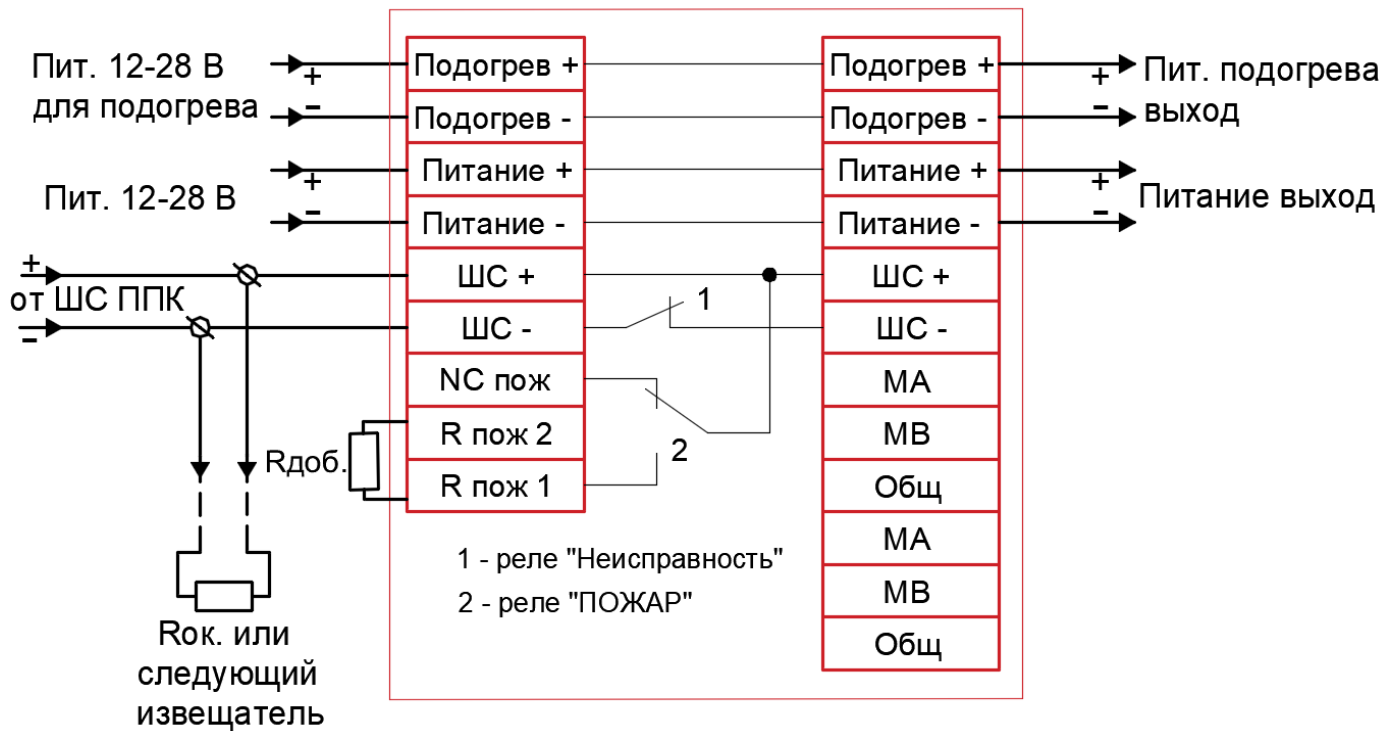 Пит. 12-28 В
для подогрева
+
-
Пит. 12-28 В
+
-
+
от ШС ППК
-
Rдоб.
Rок. или
следующий
извещатель
Подогрев +
Подогрев -
Питание +
Питание -
ШС +
ШС -
NC пож
R пож 2
R пож 1
1
2
1 - реле "Неисправность"
2 - реле "ПОЖАР"
Подогрев +
Подогрев -
Питание +
Питание -
ШС +
ШС -
МА
МВ
Общ
МА
МВ
Общ
+
-
Пит. подогрева
выход
+
-
Питание выход